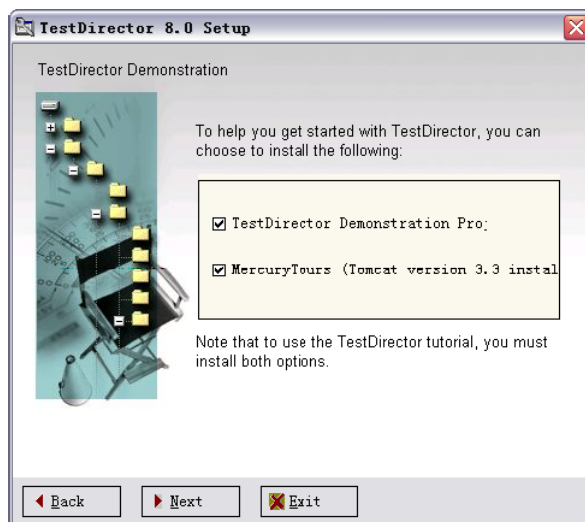 TestDirector 8.0 Setup
TestDirector Demonstration
To help you get started with TestDirector, you can
choose to install the following:
TestDirector Demonstration Pro
MercuryTours (Tomcat version 3.3 instal
Note that to use the TestDirector tutorial, you must
install both options.
Back
Next
Exit